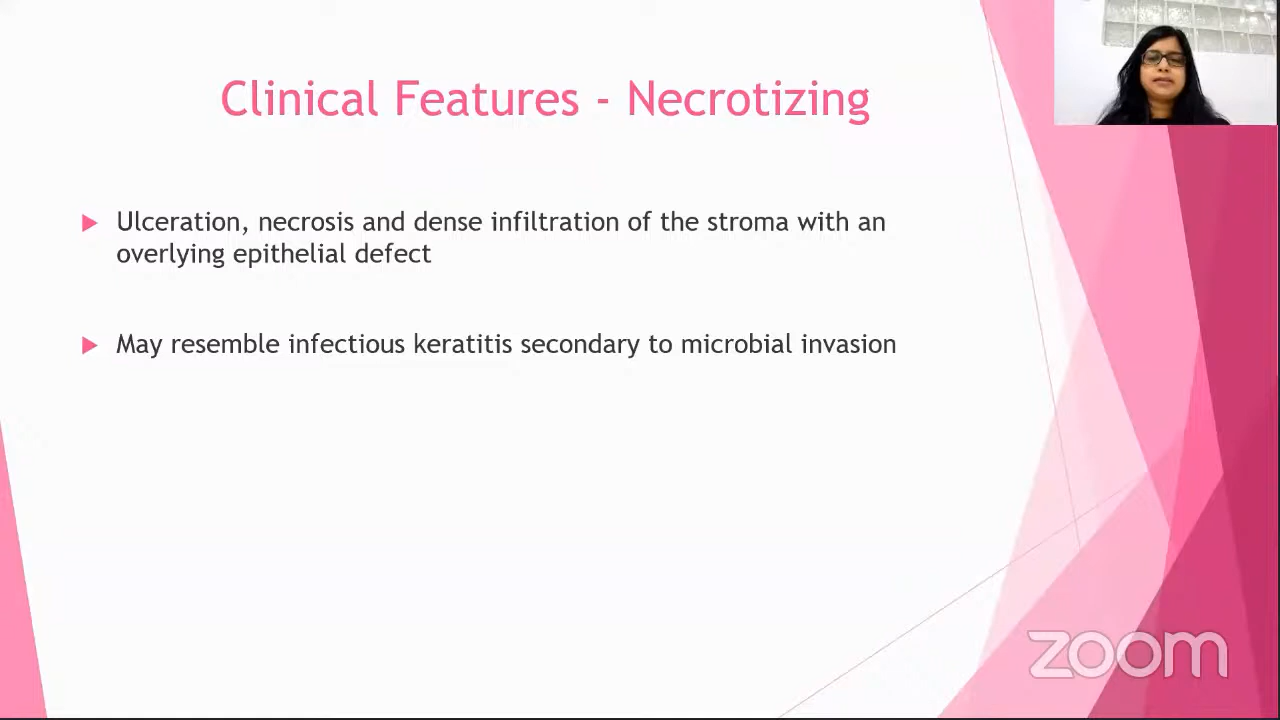 Clinical Features - Necrotizing
Ulceration, necrosis and dense infiltration of the stroma with an
overlying epithelial defect
May resemble infectious keratitis secondary to microbial invasion
zoom